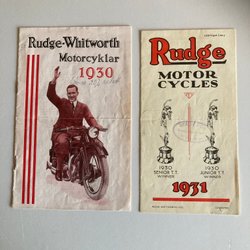 Rudge-Whitworth
Motorcyklar
1930
Rudge
MOTOR
CYCLES
1930
SENIOR T.T.
WINNER
1930
JUNIOR T.T.
WINNER
1931